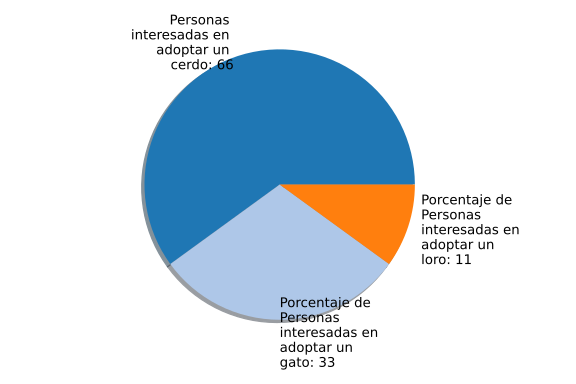 Personas
interesadas en
adoptar un
cerdo: 66
Porcentaje de
Personas
interesadas en
adoptar un
loro: 11
Porcentaje de
Personas
interesadas en
adoptar un
gato: 33